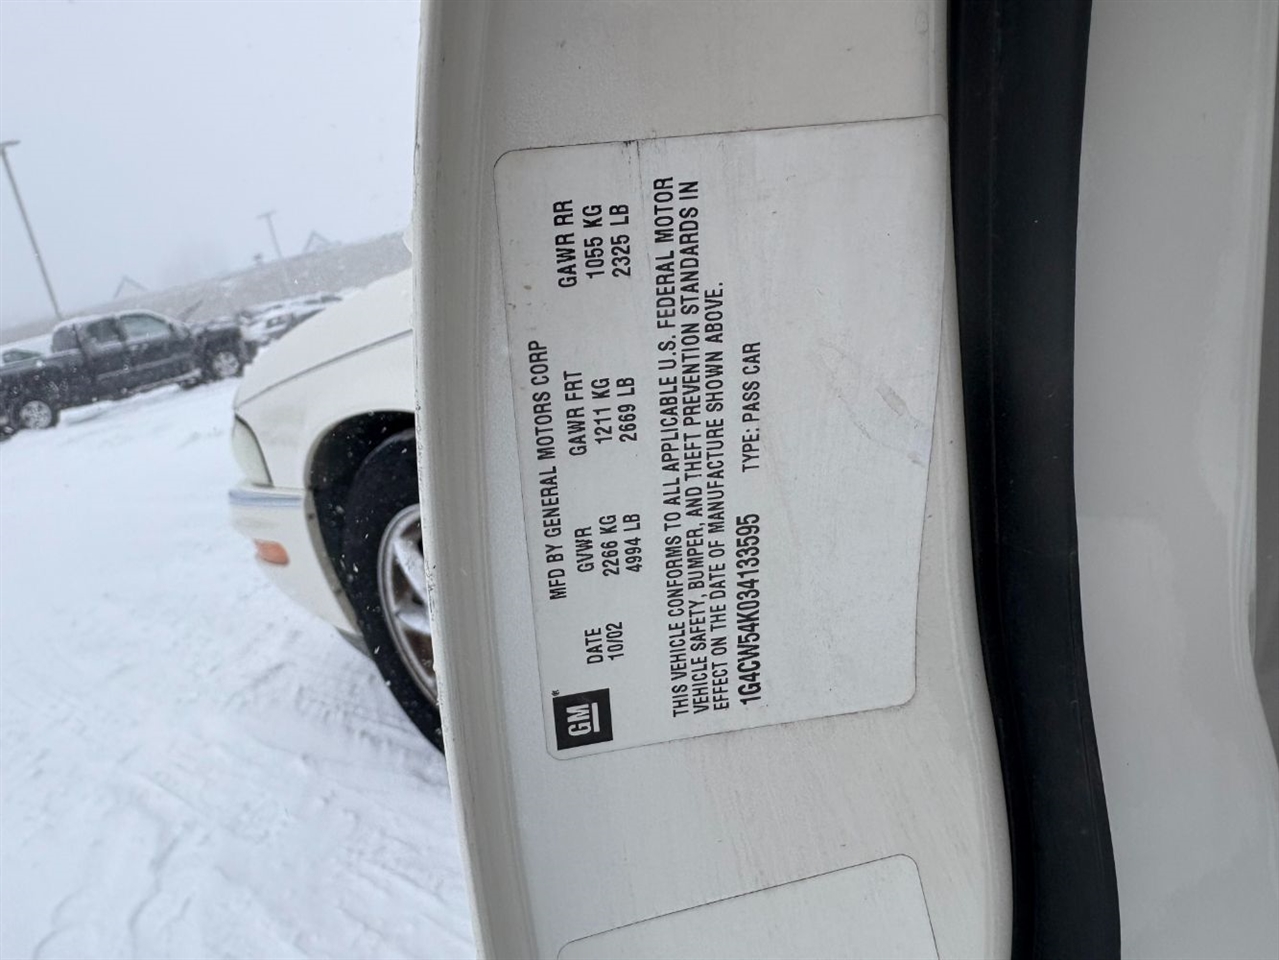 MFD BY GENERAL MOTORS CORP
DATE GVWR GAWR FRT GAWR RR
10/02 2266 KG 1211 KG 1055 KG
4994 LB 2669 LB 2325 LB
GM®
THIS VEHICLE CONFORMS TO ALL APPLICABLE U.S. FEDERAL MOTOR
VEHICLE SAFETY, BUMPER, AND THEFT PREVENTION STANDARDS IN
EFFECT ON THE DATE OF MANUFACTURE SHOWN ABOVE.
1G4CW54K034133595 TYPE: PASS CAR